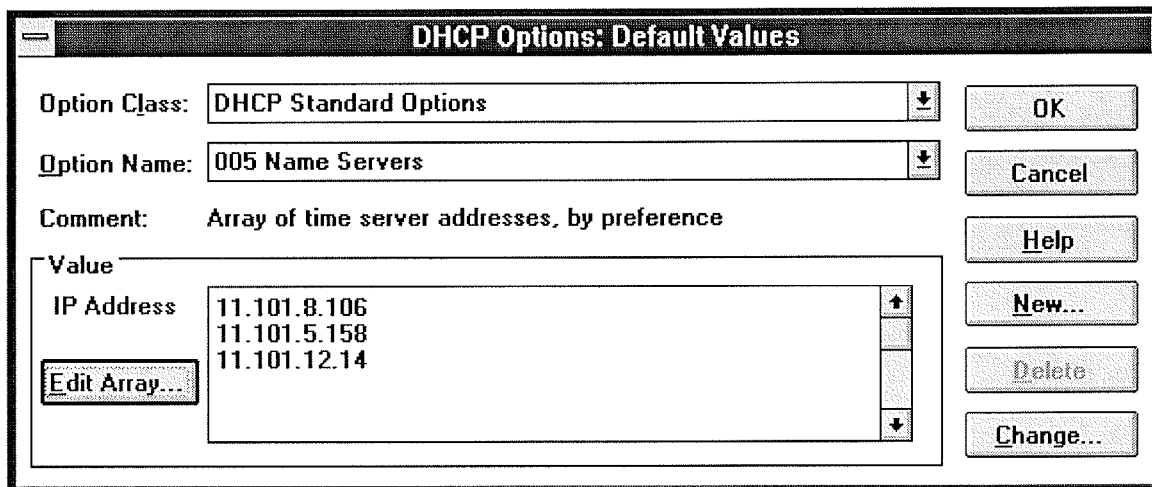 DHCP Options: Default Values
Option Class: DHCP Standard Options
OK
Option Name: 005 Name Servers
Cancel
Comment: Array of time server addresses, by preference
Help
Value
IP Address
11.101.8.106
11.101.5.158
11.101.12.14
New...
Edit Array...
Delete
Change...